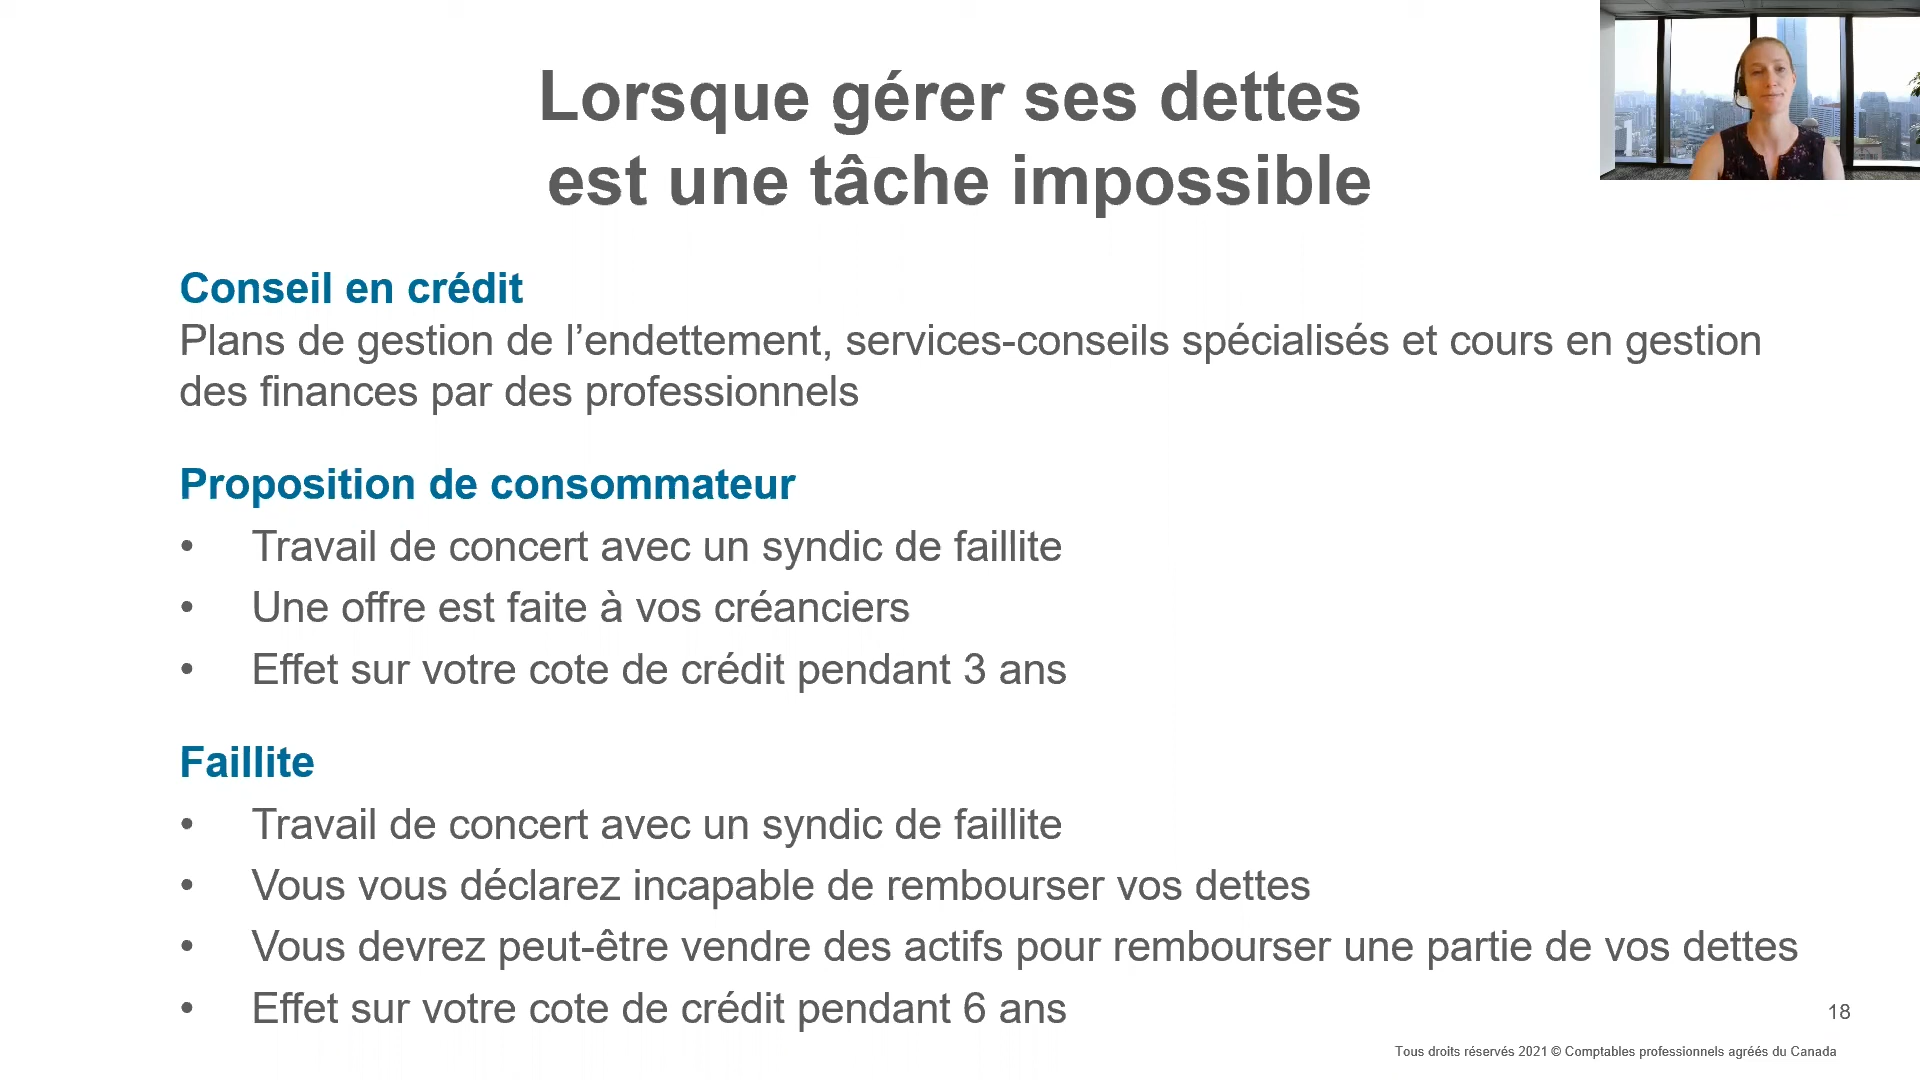 Lorsque gérer ses dettes
est une tâche impossible
Conseil en crédit
Plans de gestion de l’endettement, services-conseils spécialisés et cours en gestion
des finances par des professionnels
Proposition de consommateur
• Travail de concert avec un syndic de faillite
• Une offre est faite à vos créanciers
• Effet sur votre cote de crédit pendant 3 ans
Faillite
• Travail de concert avec un syndic de faillite
• Vous vous déclarez incapable de rembourser vos dettes
• Vous devrez peut-être vendre des actifs pour rembourser une partie de vos dettes
• Effet sur votre cote de crédit pendant 6 ans
18
Tous droits réservés 2021 © Comptables professionnels agréés du Canada